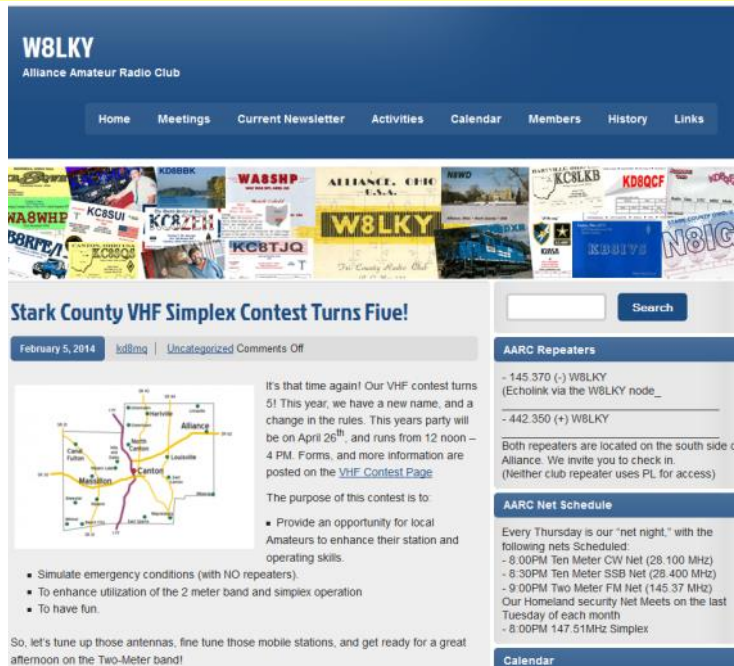 W8LKY
Alliance Amateur Radio Club
Home Meetings Current Newsletter Activities Calendar Members History Links
KD8BBK
WA8SHP
ALLIANCE, OHIO
U.S.A.
N8WD
KC8LKB
KD8QCF
WA8WHP
KC8SUI
KC8ZEH
W8LKY
KC8TJQ
KB8IVS
N8IG
KC8SQS
Tri County Radio Club
Stark County VHF Simplex Contest Turns Five!
February 5, 2014 kd8mq | Uncategorized Comments Off
Hartville
Alliance
Canal
Fulton
North
Canton
Louisville
Canton
Massillon
It's that time again! Our VHF contest turns
5! This year, we have a new name, and a
change in the rules. This years party will
be on April 26th, and runs from 12 noon –
4 PM. Forms, and more information are
posted on the VHF Contest Page
The purpose of this contest is to:
▪ Provide an opportunity for local
Amateurs to enhance their station and
operating skills.
▪ Simulate emergency conditions (with NO repeaters).
▪ To enhance utilization of the 2 meter band and simplex operation
▪ To have fun.
So, let's tune up those antennas, fine tune those mobile stations, and get ready for a great
afternoon on the Two-Meter band!
Search
AARC Repeaters
- 145.370 (-) W8LKY
(Echolink via the W8LKY node_
- 442.350 (+) W8LKY
Both repeaters are located on the south side o
Alliance. We invite you to check in.
(Neither club repeater uses PL for access)
AARC Net Schedule
Every Thursday is our "net night," with the
following nets Scheduled:
- 8:00PM Ten Meter CW Net (28.100 MHz)
- 8:30PM Ten Meter SSB Net (28.400 MHz)
- 9:00PM Two Meter FM Net (145.37 MHz)
Our Homeland security Net Meets on the last
Tuesday of each month
- 8:00PM 147.51MHz Simplex
Calendar